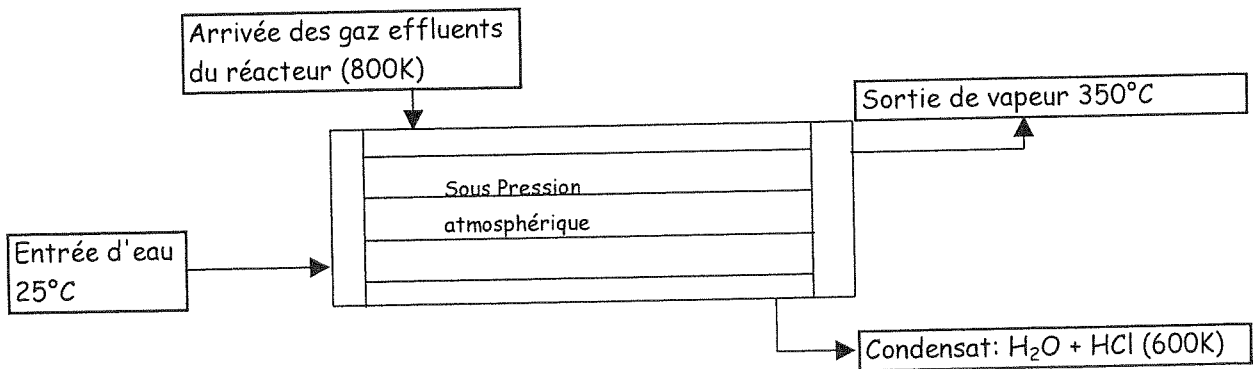 Arrivée des gaz effluents
du réacteur (800K)
Sortie de vapeur 350°C
Sous Pression
atmosphérique
Entrée d'eau
25°C
Condensat: H₂O + HCl (600K)